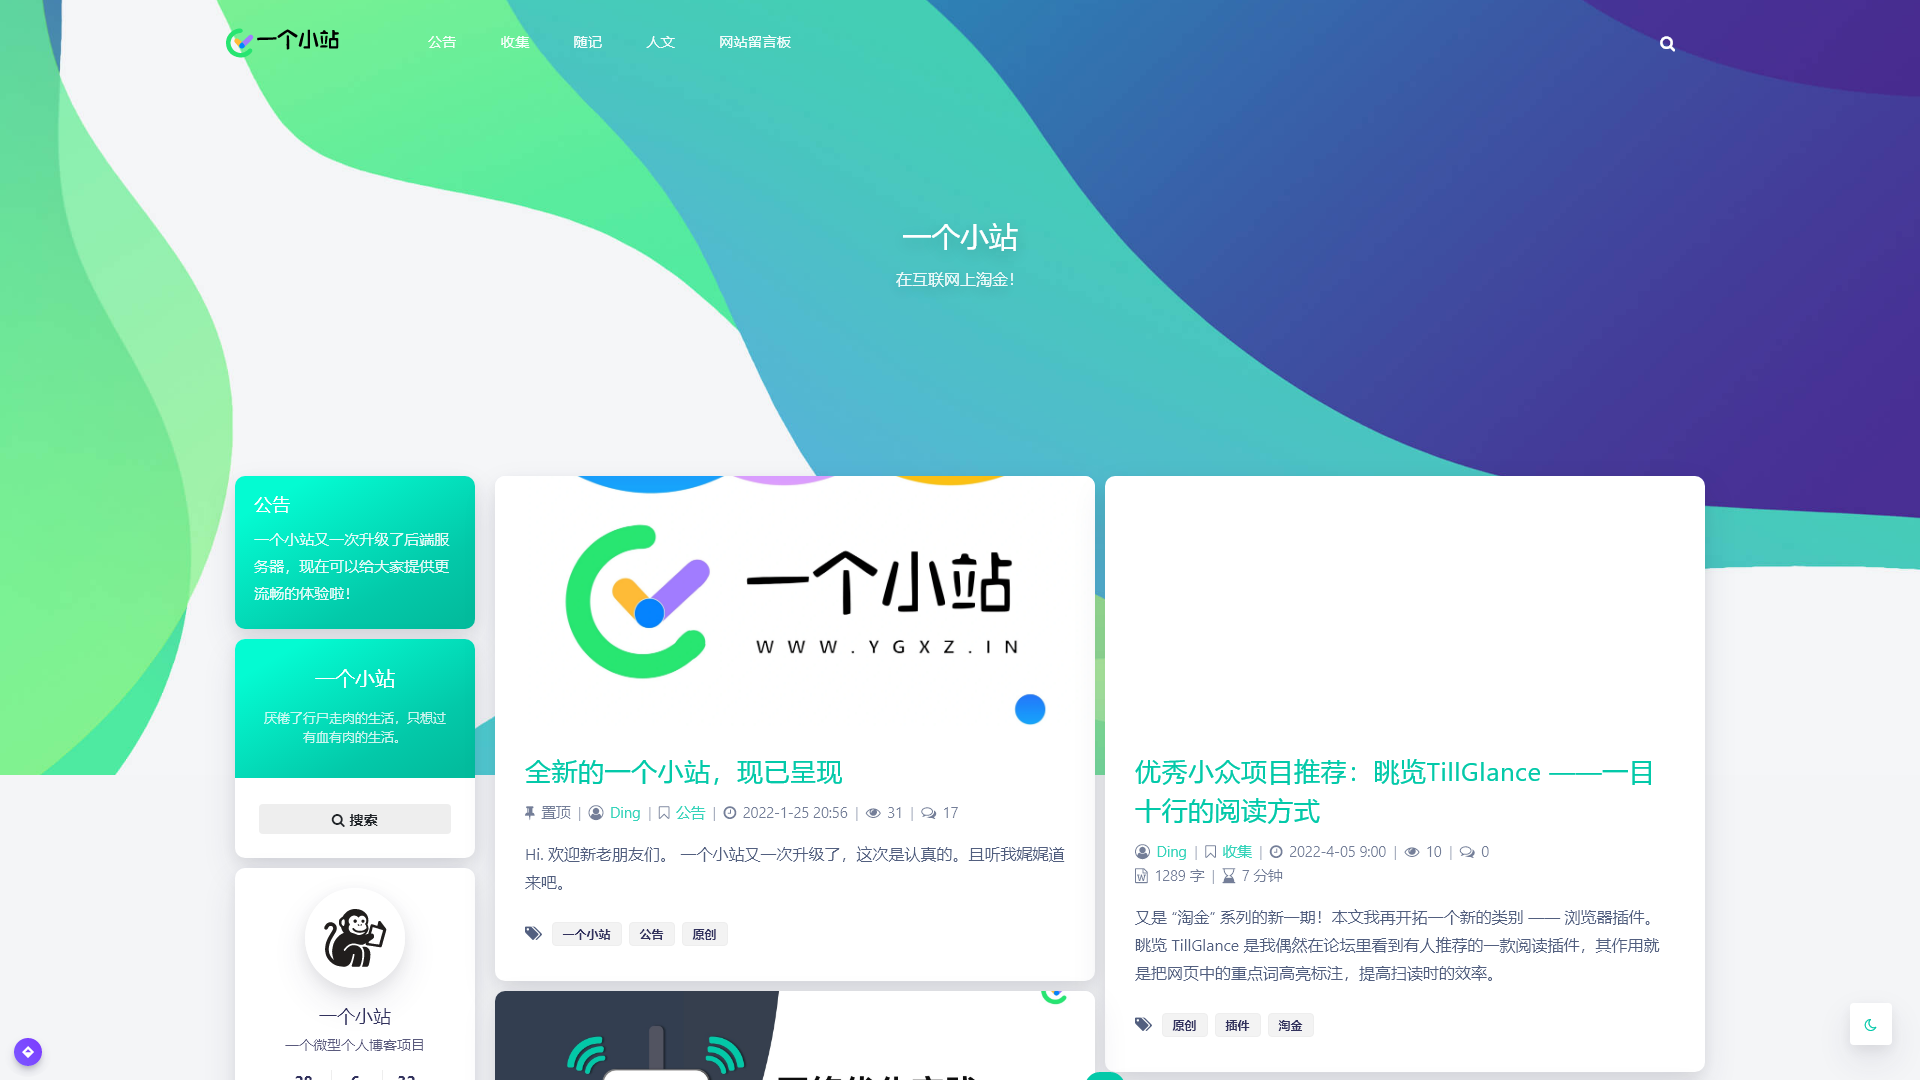 一个小站
公告
收集
随记
人文
网站留言板
一个小站
在互联网上淘金！
公告
一个小站又一次升级了后端服
务器，现在可以给大家提供更
流畅的体验啦！
一个小站
厌倦了行尸走肉的生活，只想过
有血有肉的生活。
搜索
一个小站
一个微型个人博客项目
一个小站
WWW.YGXZ.IN
全新的一个小站，现已呈现
置顶 | Ding | 公告 | 2022-1-25 20:56 | 31 | 17
Hi. 欢迎新老朋友们。 一个小站又一次升级了，这次是认真的。且听我娓娓道
来吧。
一个小站
公告
原创
优秀小众项目推荐：眺览TillGlance ——一目
十行的阅读方式
Ding | 收集 | 2022-4-05 9:00 | 10 | 0
1289 字 | 7 分钟
又是 “淘金” 系列的新一期！本文我再开拓一个新的类别 —— 浏览器插件。
眺览 TillGlance 是我偶然在论坛里看到有人推荐的一款阅读插件，其作用就
是把网页中的重点词高亮标注，提高扫读时的效率。
原创
插件
淘金